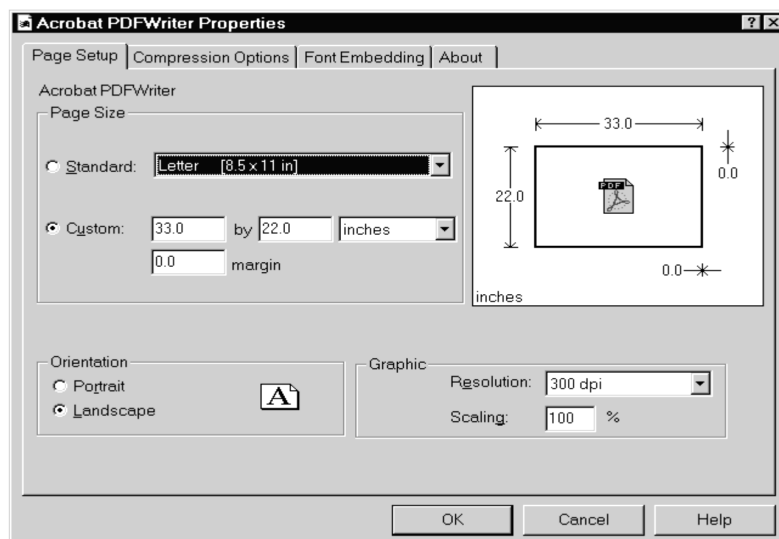 Acrobat PDFWriter Properties
Page Setup Compression Options Font Embedding About
Acrobat PDFWriter
Page Size
Standard: Letter [8.5 x 11 in]
Custom: 33.0 by 22.0 inches
0.0 margin
33.0
0.0
22.0
PDF
0.0
inches
Orientation
Portrait
Landscape
A
Graphic
Resolution: 300 dpi
Scaling: 100 %
OK Cancel Help